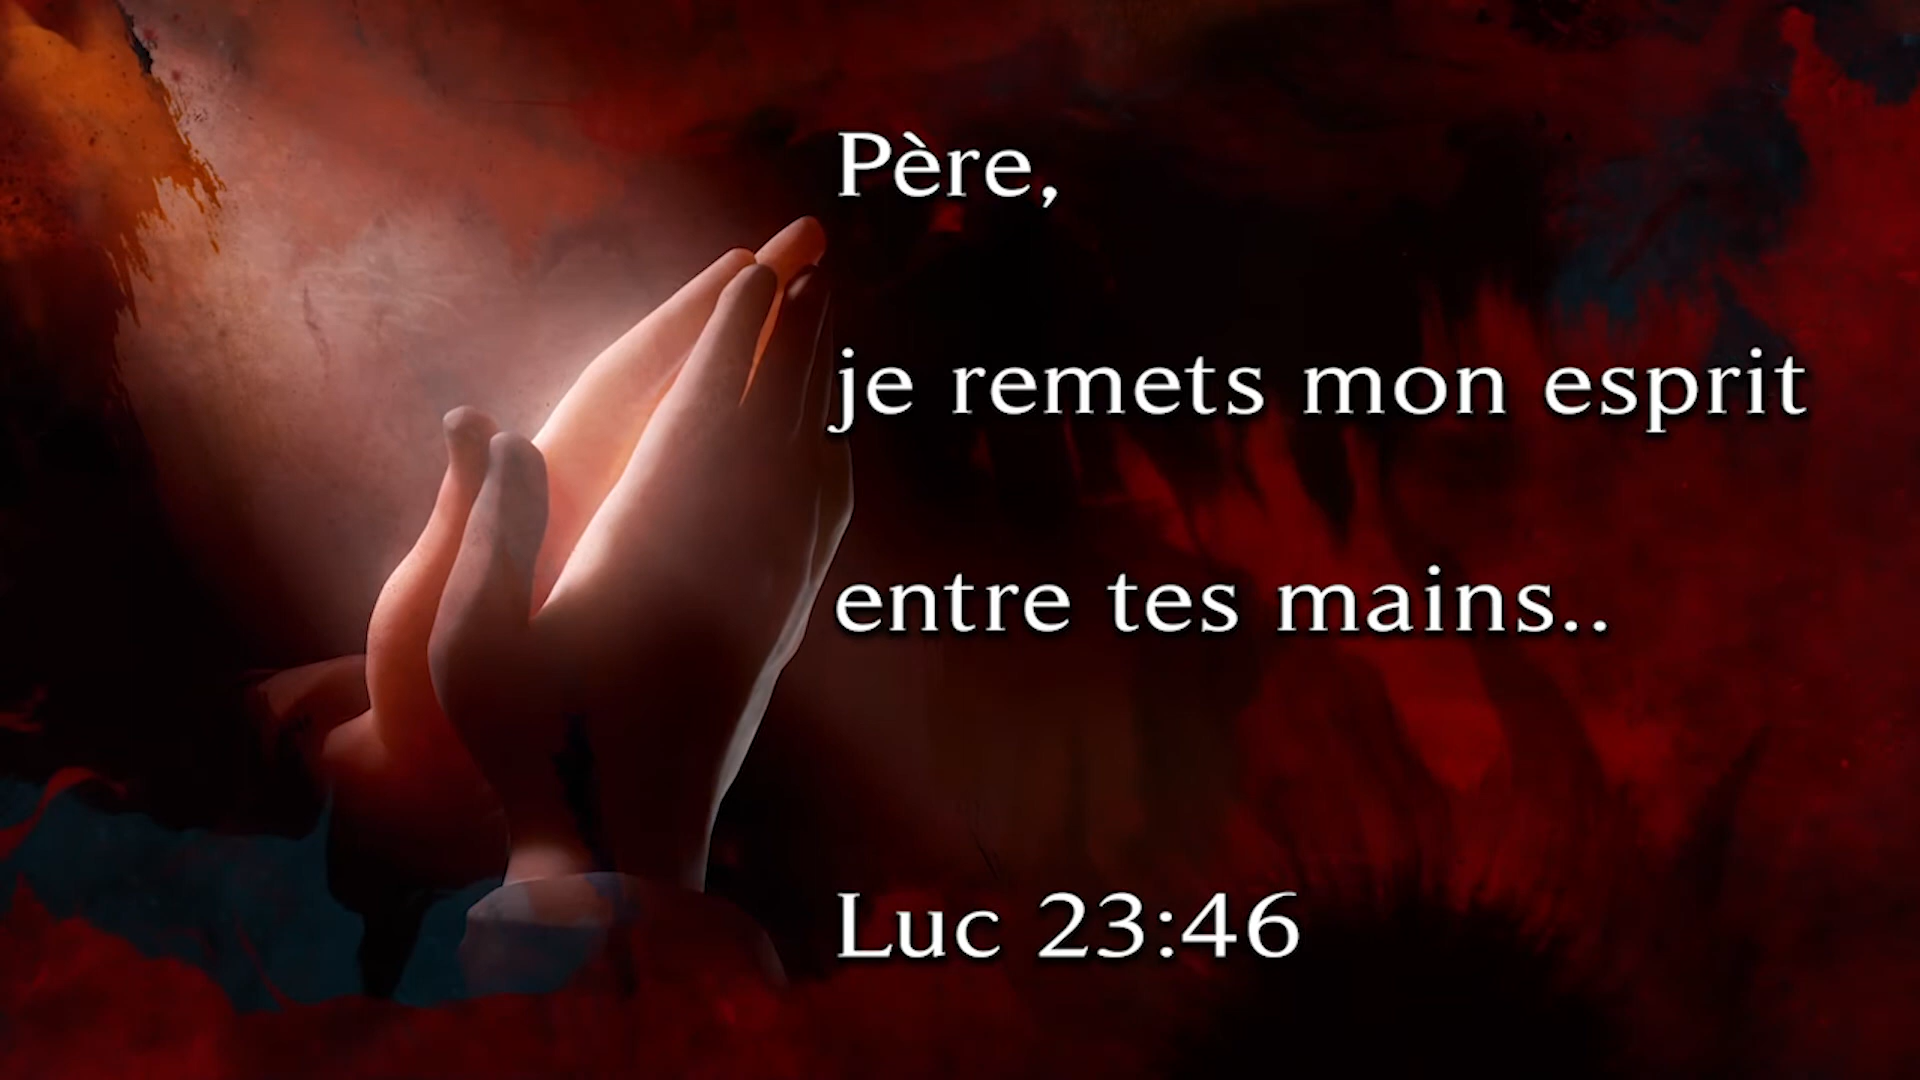 Père,
je remets mon esprit
entre tes mains..
Luc 23:46